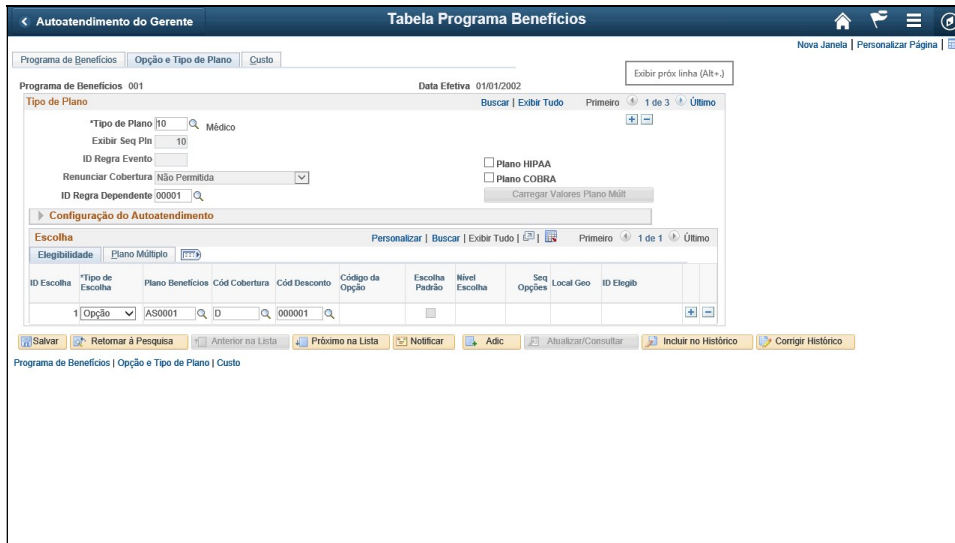 Autoatendimento do Gerente
Tabela Programa Benefícios
Nova Janela | Personalizar Página |
Programa de Benefícios
Opção e Tipo de Plano
Custo
Exibir próx linha (Alt+.)
Programa de Benefícios 001
Data Efetiva 01/01/2002
Tipo de Plano
Buscar | Exibir Tudo
Primeiro 1 de 3 Último
*Tipo de Plano 10 Médico
Exibir Seq Pln 10
ID Regra Evento
Plano HIPAA
Renunciar Cobertura Não Permitida
Plano COBRA
ID Regra Dependente 00001
Carregar Valores Plano Múlt
Configuração do Autoatendimento
Escolha
Personalizar | Buscar | Exibir Tudo |
Primeiro 1 de 1 Último
Elegibilidade
Plano Múltiplo
ID Escolha
*Tipo de Escolha
Plano Benefícios
Cód Cobertura
Cód Desconto
Código da Opção
Escolha Padrão
Nível Escolha
Seq Opções
Local Geo
ID Elegib
1 Opção AS0001 D 000001
Salvar
Retornar à Pesquisa
Anterior na Lista
Próximo na Lista
Notificar
Adic
Atualizar/Consultar
Incluir no Histórico
Corrigir Histórico
Programa de Benefícios | Opção e Tipo de Plano | Custo